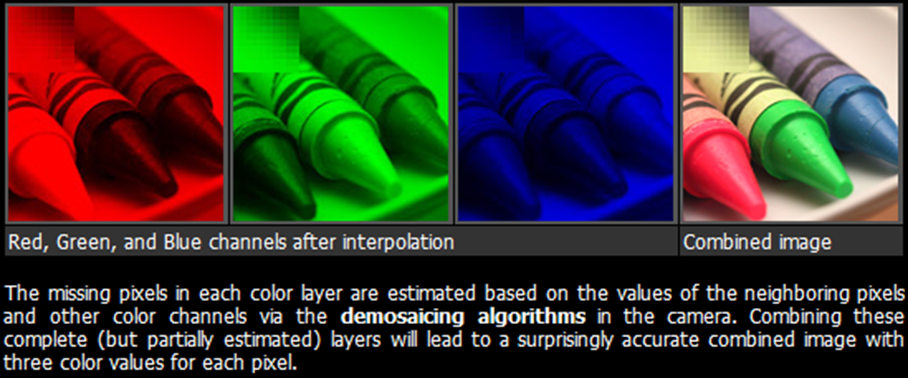 Red, Green, and Blue channels after interpolation
Combined image
The missing pixels in each color layer are estimated based on the values of the neighboring pixels
and other color channels via the demosaicing algorithms in the camera. Combining these
complete (but partially estimated) layers will lead to a surprisingly accurate combined image with
three color values for each pixel.